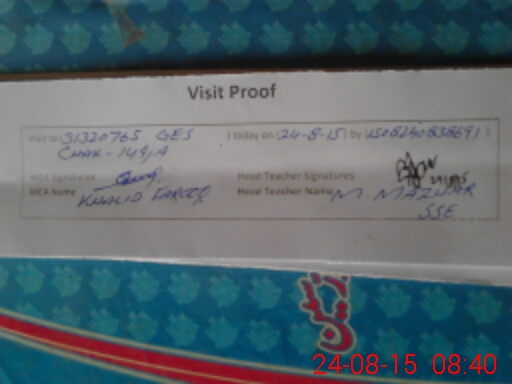 Visit Proof
Visit to (31320765 GES ) today on (24-8-15) by (
CHAK-149/A
MEA Signatures Head Teacher Signatures
MEA Name KHALID FAROOQ Head Teacher Name M. MAZHAR
SSE
24-08-15 08:40